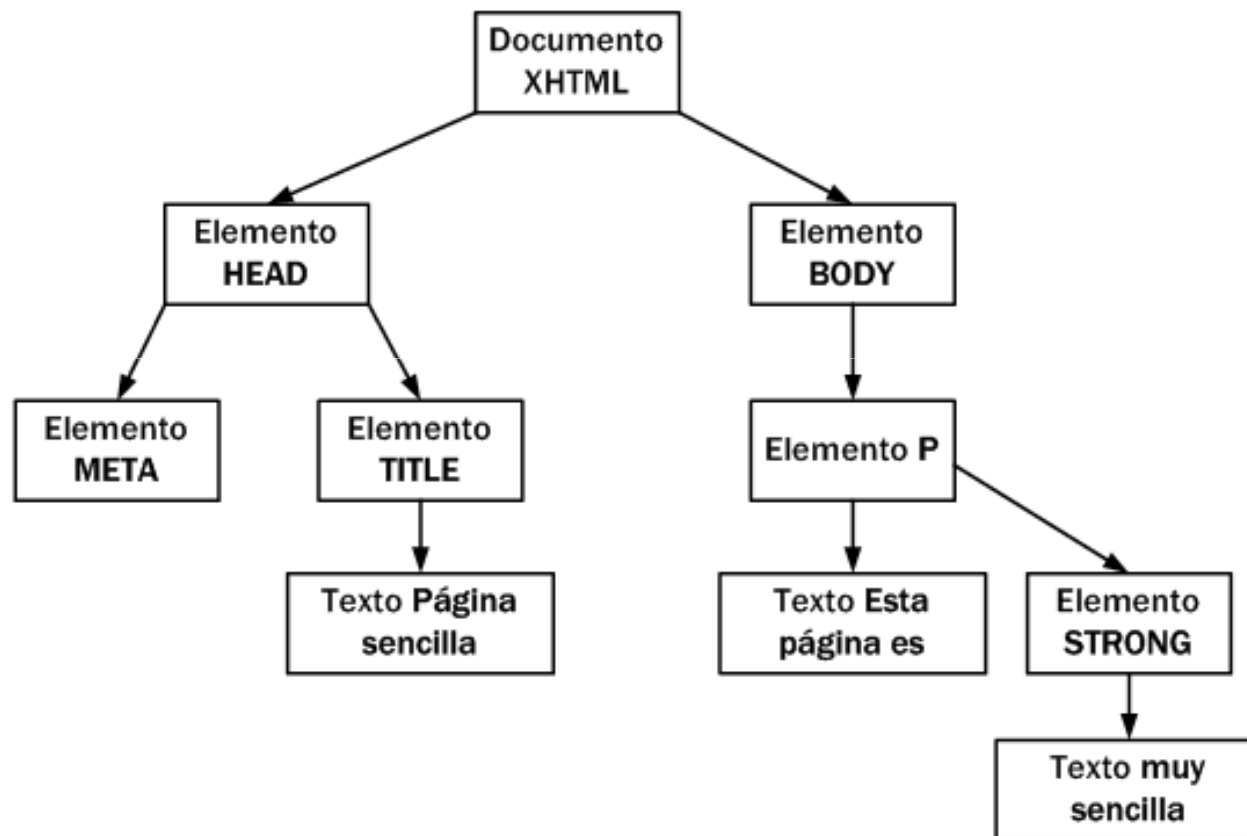 Documento
XHTML
Elemento
HEAD
Elemento
BODY
Elemento
META
Elemento
TITLE
Elemento P
Texto Página
sencilla
Texto Esta
página es
Elemento
STRONG
Texto muy
sencilla